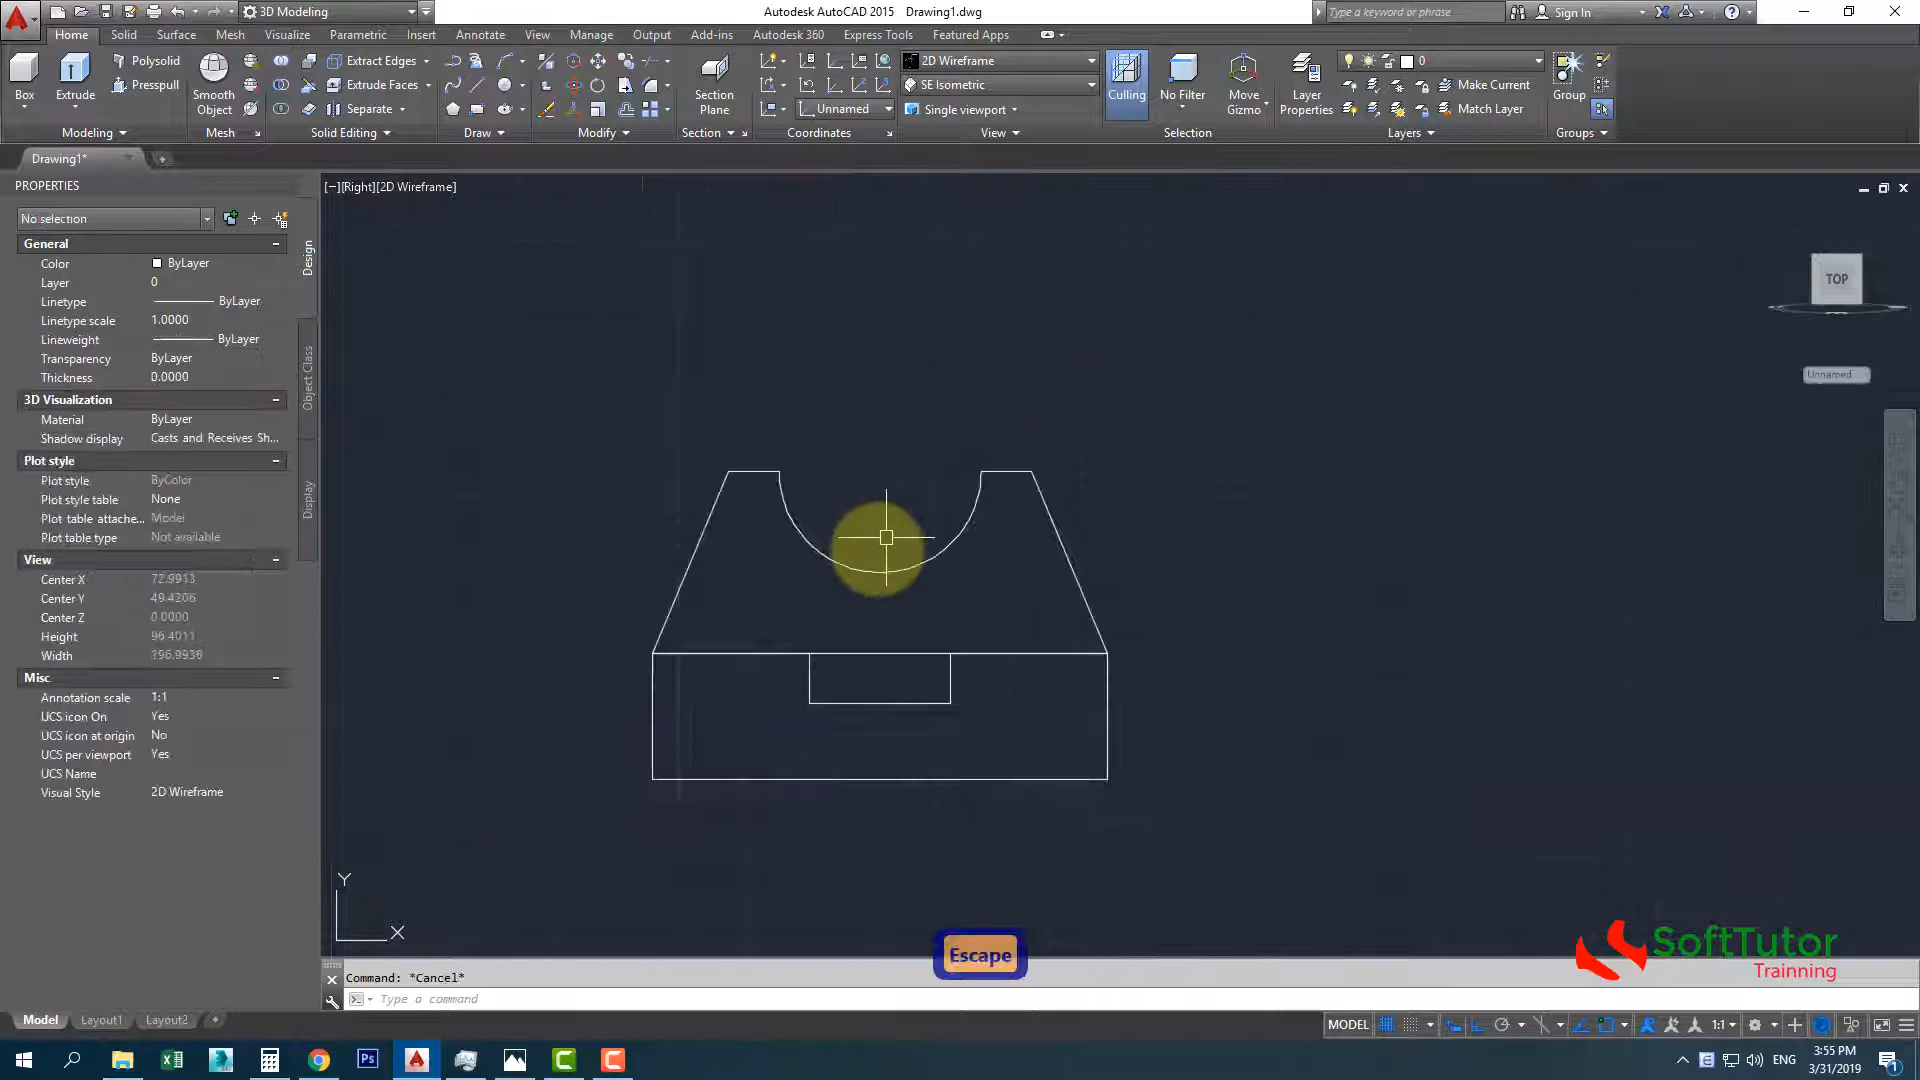 3D Modeling
Autodesk AutoCAD 2015 Drawing1.dwg
Type a keyword or phrase
Sign In
Home Solid Surface Mesh Visualize Parametric Insert Annotate View Manage Output Add-ins Autodesk 360 Express Tools Featured Apps
Box
Extrude
Polysolid
Presspull
Smooth Object
Extract Edges
Extrude Faces
Separate
Section Plane
Unnamed
2D Wireframe
SE Isometric
Single viewport
Culling
No Filter
Move Gizmo
Layer Properties
0
Make Current
Match Layer
Group
Modeling Mesh Solid Editing Draw Modify Section Coordinates View Selection Layers Groups
Drawing1*
PROPERTIES
[−][Right][2D Wireframe]
No selection
General
Color ByLayer
Layer 0
Linetype ByLayer
Linetype scale 1.0000
Lineweight ByLayer
Transparency ByLayer
Thickness 0.0000
3D Visualization
Material ByLayer
Shadow display Casts and Receives Sh...
Plot style
Plot style ByColor
Plot style table None
Plot table attache... Model
Plot table type Not available
View
Center X 72.9913
Center Y 49.4206
Center Z 0.0000
Height 96.4011
Width 196.9936
Misc
Annotation scale 1:1
UCS icon On Yes
UCS icon at origin No
UCS per viewport Yes
UCS Name
Visual Style 2D Wireframe
Design
Object Class
Display
TOP
Unnamed
Y
X
Escape
SoftTutor
Trainning
Command: *Cancel*
Type a command
Model Layout1 Layout2
MODEL
1:1
Ps
ENG
3:55 PM
3/31/2019
1